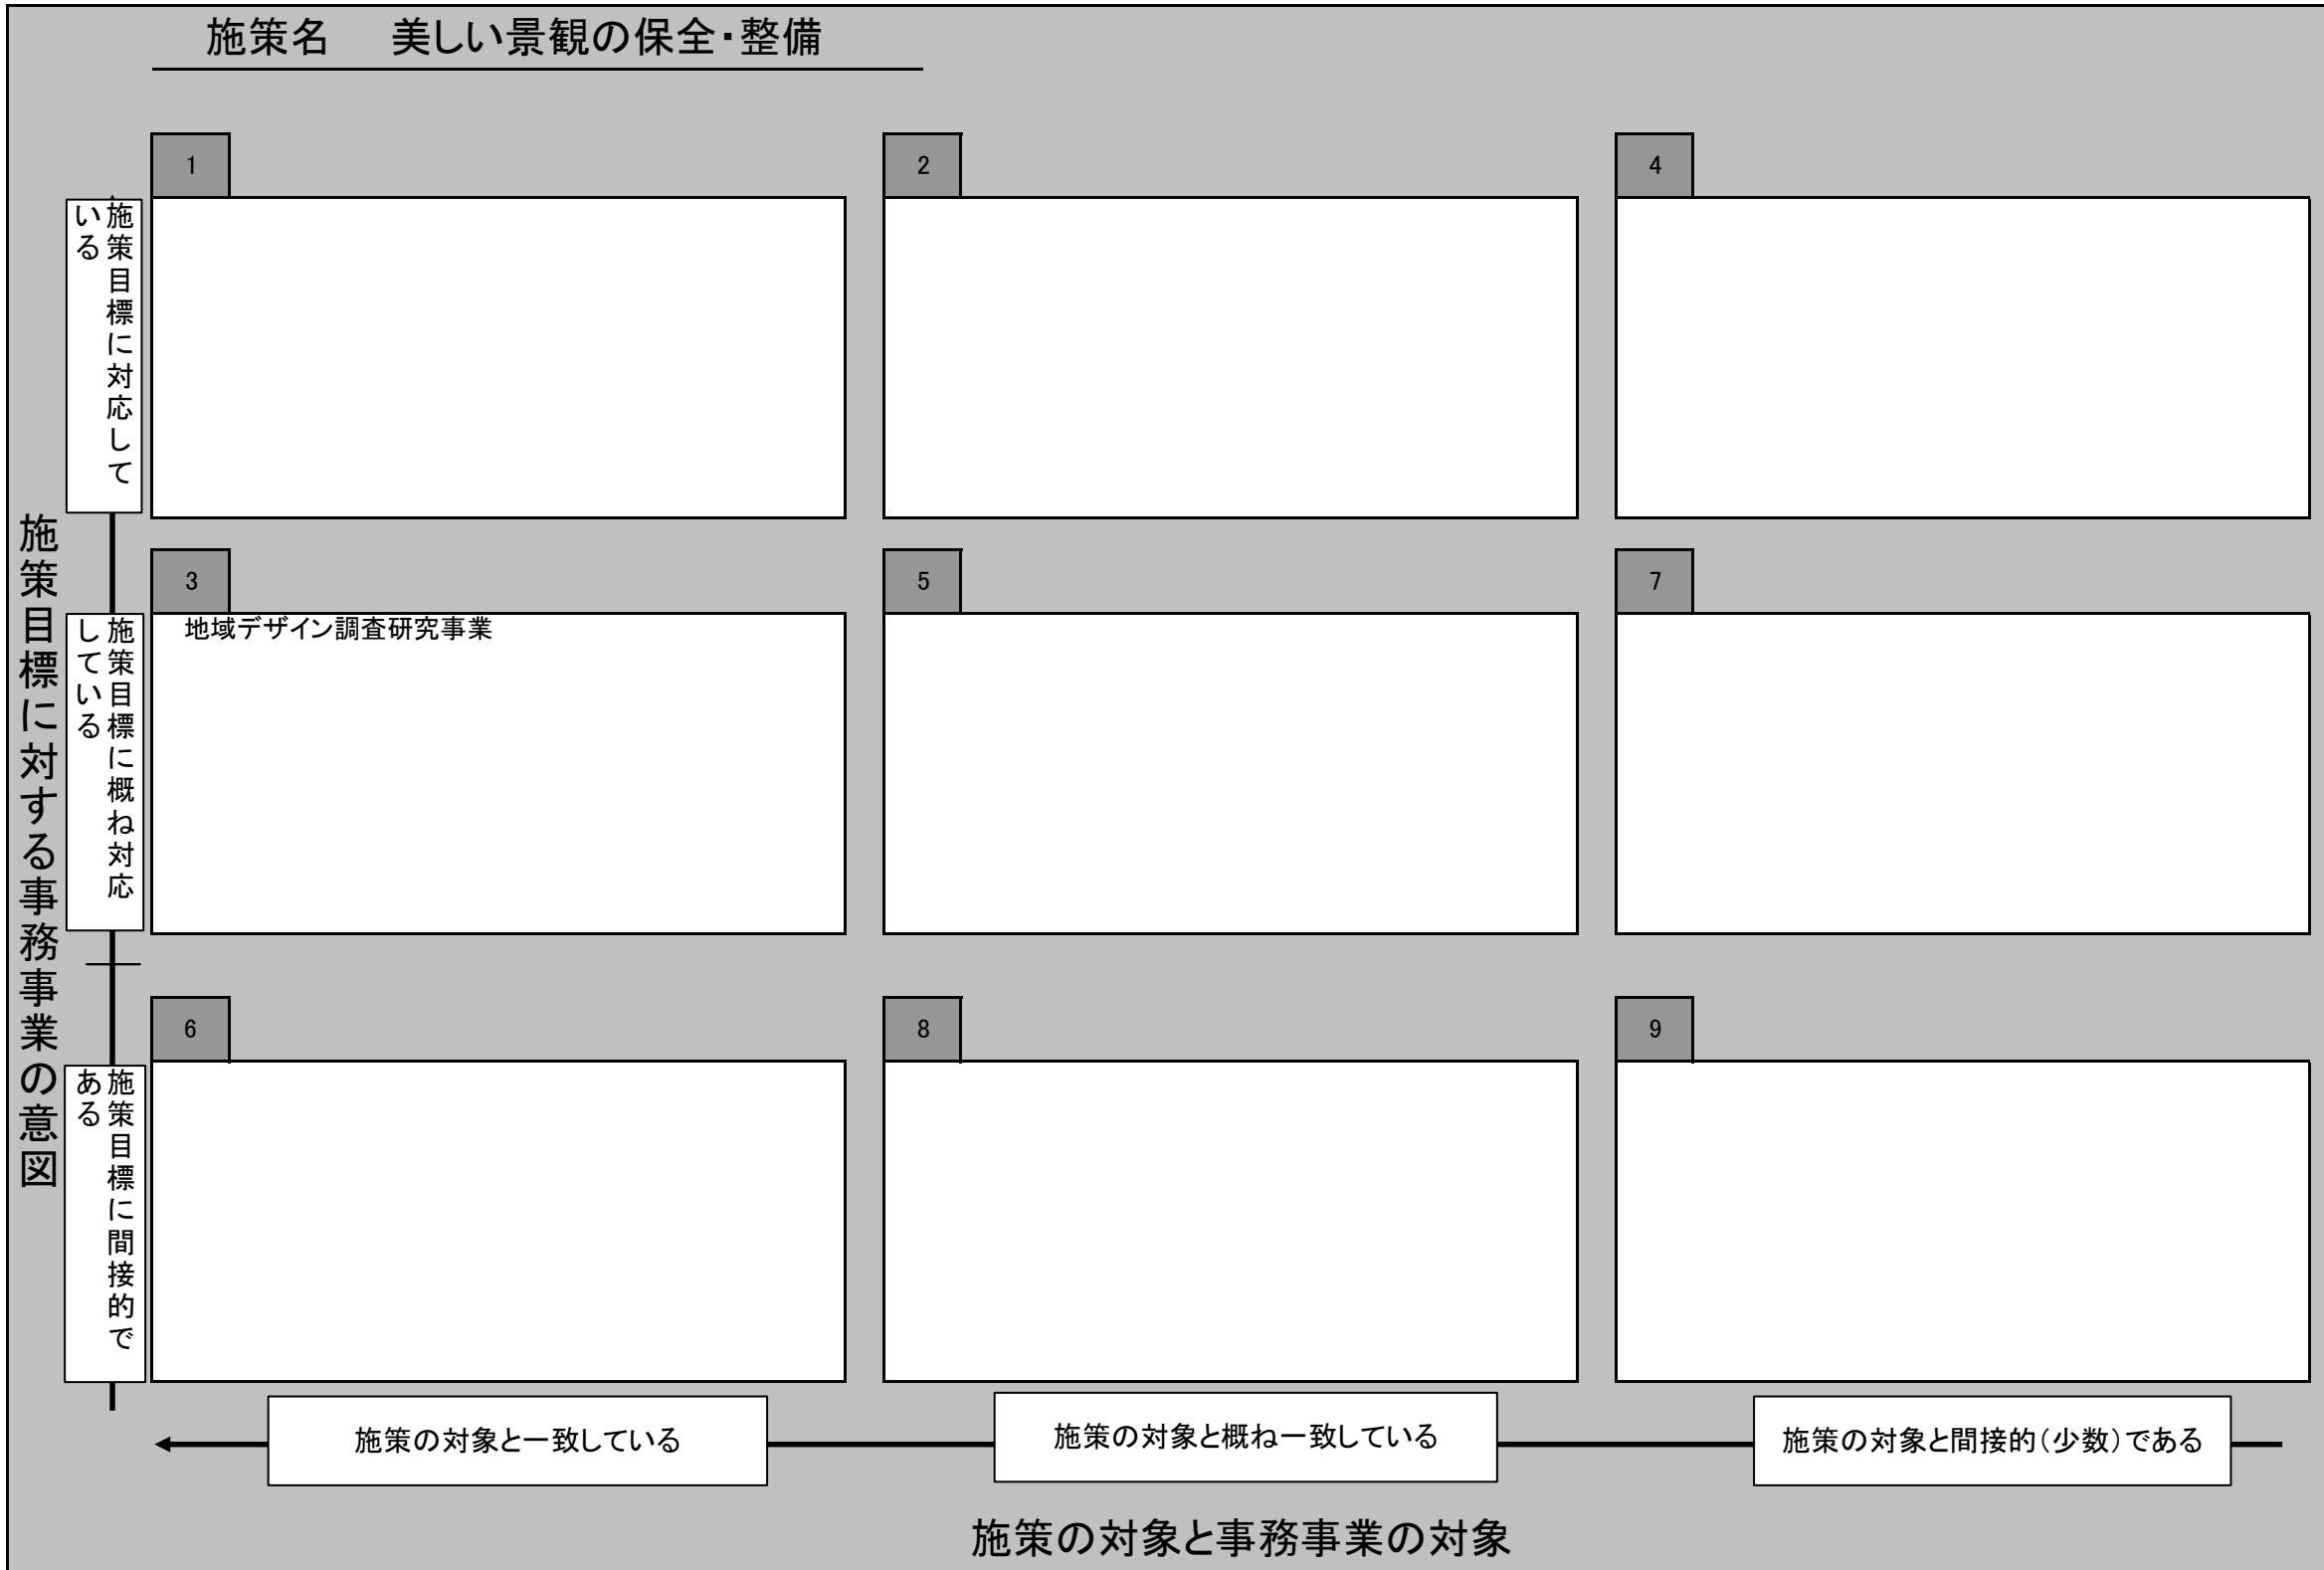 施策名　美しい景観の保全・整備
1
2
4
施策目標に対応して
いる
3
5
7
地域デザイン調査研究事業
施策目標に概ね対応
している
施策目標に対する事務事業の意図
6
8
9
施策目標に間接的で
ある
施策の対象と一致している
施策の対象と概ね一致している
施策の対象と間接的(少数)である
施策の対象と事務事業の対象